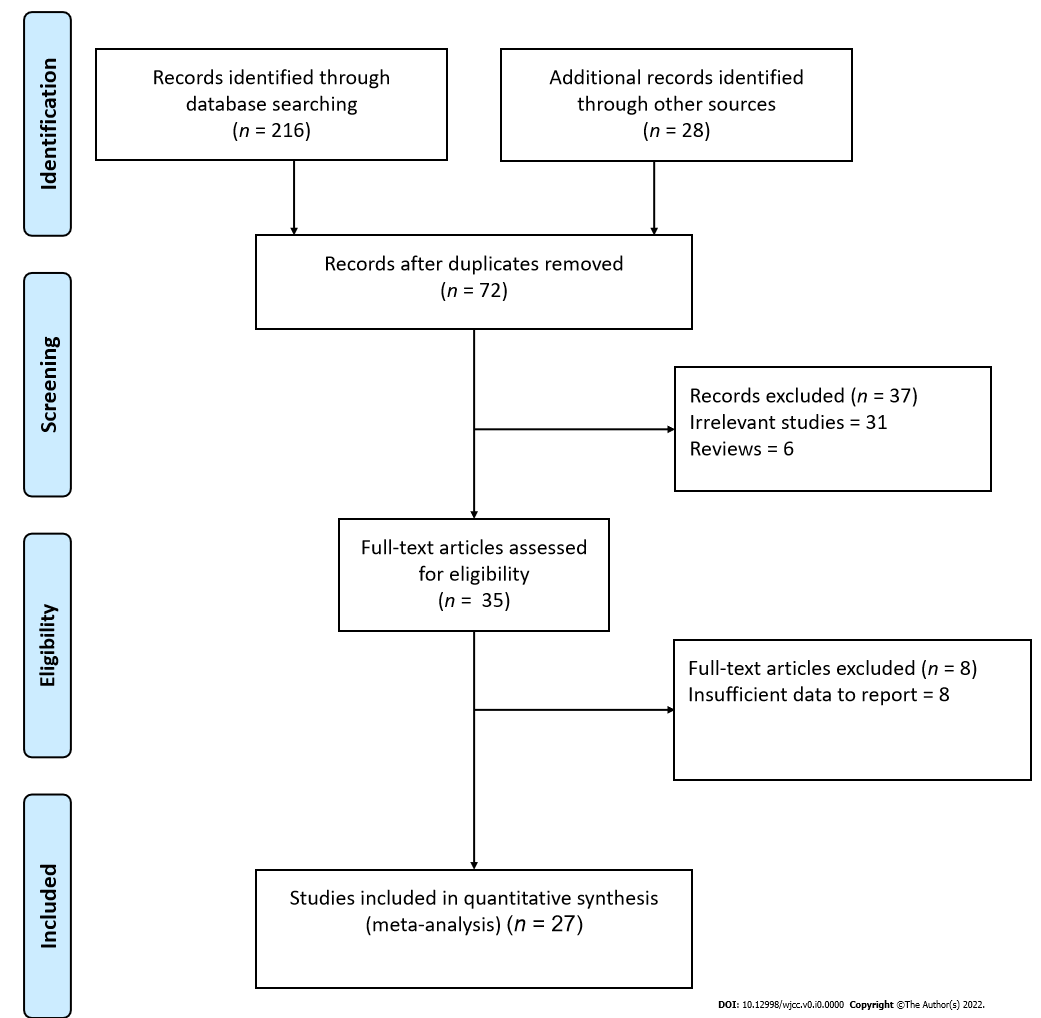 Identification
Records identified through
database searching
(n = 216)
Additional records identified
through other sources
(n = 28)
Records after duplicates removed
(n = 72)
Screening
Records excluded (n = 37)
Irrelevant studies = 31
Reviews = 6
Full-text articles assessed
for eligibility
(n = 35)
Eligibility
Full-text articles excluded (n = 8)
Insufficient data to report = 8
Included
Studies included in quantitative synthesis
(meta-analysis) (n = 27)
DOI: 10.12998/wjcc.v0.i0.0000 Copyright ©The Author(s) 2022.